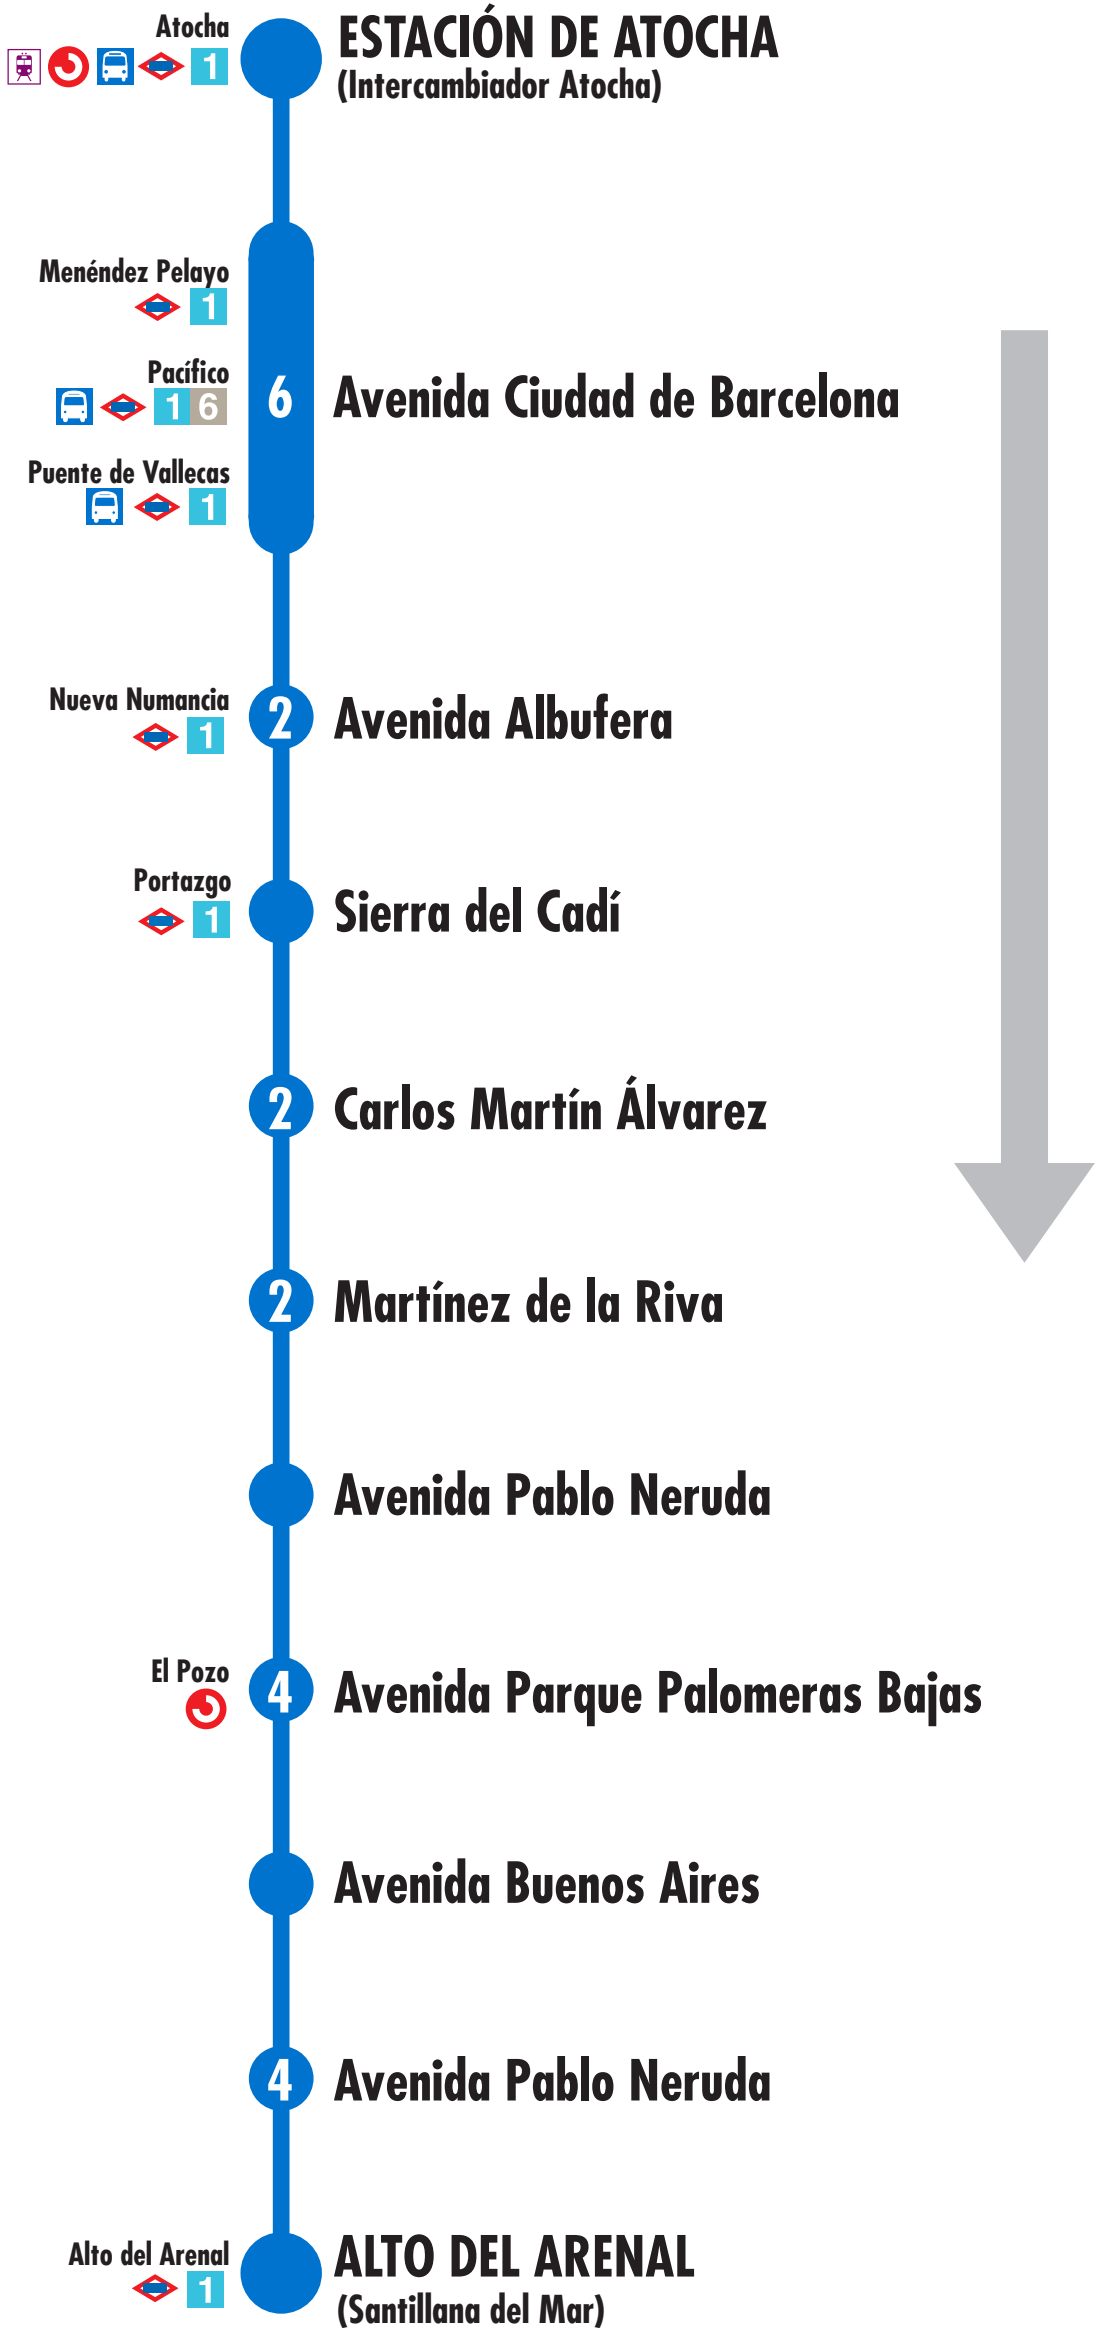 Atocha
1
ESTACIÓN DE ATOCHA
(Intercambiador Atocha)
Menéndez Pelayo
1
Pacífico
1 6
6
Avenida Ciudad de Barcelona
Puente de Vallecas
1
Nueva Numancia
1
2
Avenida Albufera
Portazgo
1
Sierra del Cadí
2
Carlos Martín Álvarez
2
Martínez de la Riva
Avenida Pablo Neruda
El Pozo
4
Avenida Parque Palomeras Bajas
Avenida Buenos Aires
4
Avenida Pablo Neruda
Alto del Arenal
1
ALTO DEL ARENAL
(Santillana del Mar)